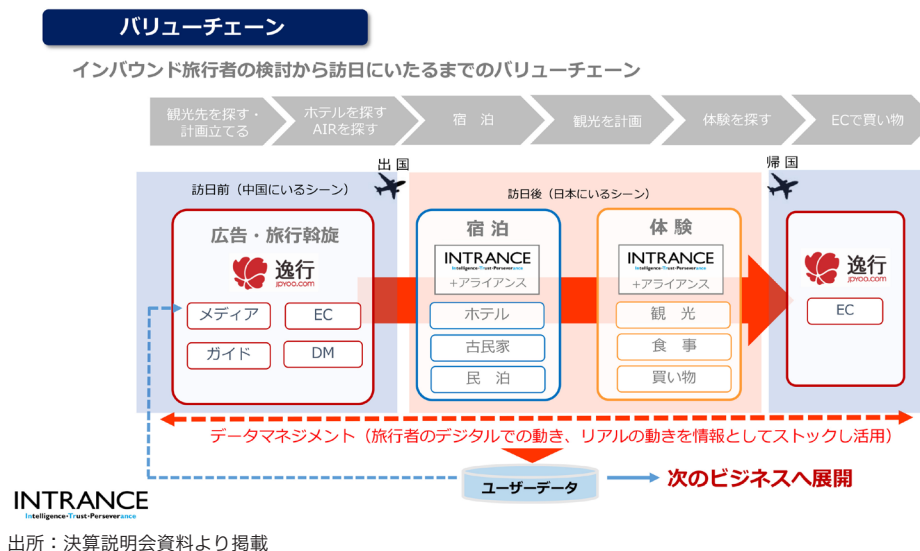 バリューチェーン
インバウンド旅行者の検討から訪日にいたるまでのバリューチェーン
観光先を探す・
計画立てる
ホテルを探す
AIRを探す
宿 泊
観光を計画
体験を探す
ECで買い物
出 国
帰 国
訪日前（中国にいるシーン）
訪日後（日本にいるシーン）
広告・旅行斡旋
逸行
jpyoo.com
メディア
EC
ガイド
DM
宿 泊
INTRANCE
Intelligence・Trust・Perseverance
+アライアンス
ホテル
古民家
民 泊
体 験
INTRANCE
Intelligence・Trust・Perseverance
+アライアンス
観 光
食 事
買い物
逸行
jpyoo.com
EC
データマネジメント（旅行者のデジタルでの動き、リアルの動きを情報としてストックし活用）
ユーザーデータ
次のビジネスへ展開
INTRANCE
Intelligence・Trust・Perseverance
出所：決算説明会資料より掲載